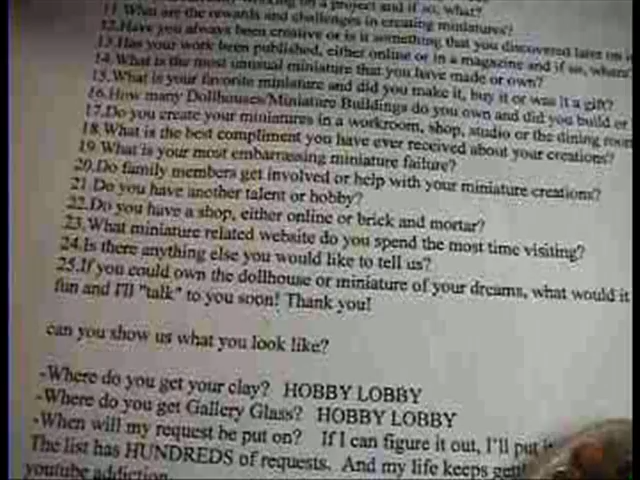 on a project and if so, what?
11 What are the rewards and challenges in creating miniatures?
12.Have you always been creative or is it something that you discovered later on
13.Has your work been published, either online or in a magazine and if so, where
14.What is the most unusual miniature that you have made or own?
15.What is your favorite miniature and did you make it, buy it or was it a gift?
16.How many Dollhouses/Miniature Buildings do you own and did you build or
17.Do you create your miniatures in a workroom, shop, studio or the dining room
18.What is the best compliment you have ever received about your creations?
19.What is your most embarrassing miniature failure?
20.Do family members get involved or help with your miniature creations?
21.Do you have another talent or hobby?
22.Do you have a shop, either online or brick and mortar?
23.What miniature related website do you spend the most time visiting?
24.Is there anything else you would like to tell us?
25.If you could own the dollhouse or miniature of your dreams, what would it
fun and I'll "talk" to you soon! Thank you!
can you show us what you look like?
-Where do you get your clay? HOBBY LOBBY
-Where do you get Gallery Glass? HOBBY LOBBY
-When will my request be put on? If I can figure it out, I'll put
The list has HUNDREDS of requests. And my life keeps
youtube addiction